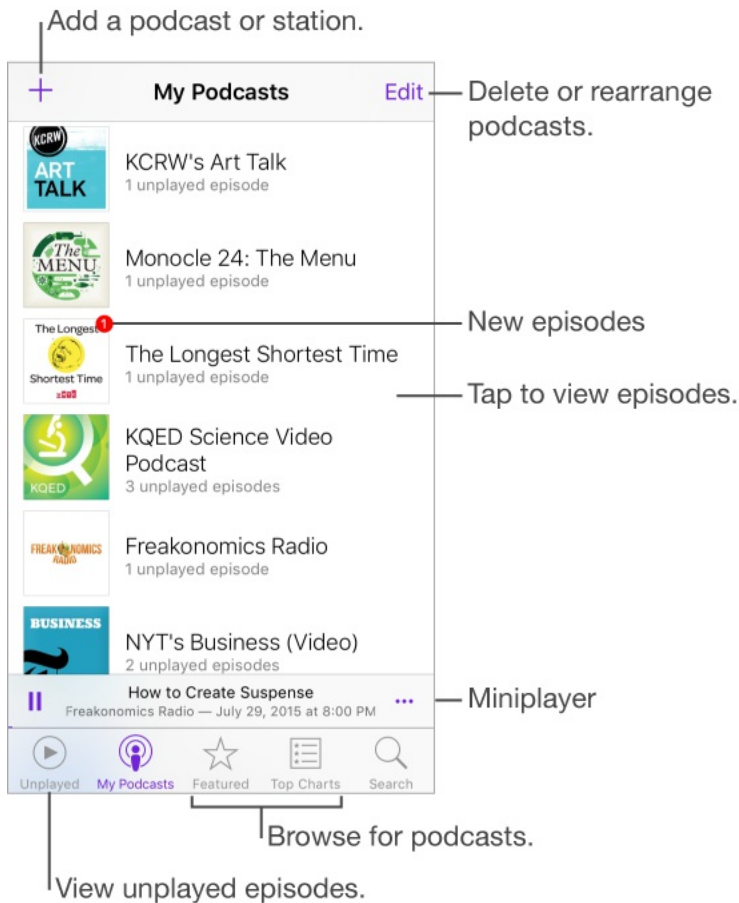 Add a podcast or station.
My Podcasts
Edit
Delete or rearrange
podcasts.
KCRW
ART
TALK
KCRW's Art Talk
1 unplayed episode
The
MENU
Monocle 24: The Menu
1 unplayed episode
New episodes
The Longest
1
Shortest Time
The Longest Shortest Time
1 unplayed episode
Tap to view episodes.
KQED
KQED Science Video
Podcast
3 unplayed episodes
FREAKONOMICS
RADIO
Freakonomics Radio
1 unplayed episode
BUSINESS
NYT's Business (Video)
2 unplayed episodes
How to Create Suspense
Freakonomics Radio — July 29, 2015 at 8:00 PM
Miniplayer
Unplayed
My Podcasts
Featured
Top Charts
Search
Browse for podcasts.
View unplayed episodes.